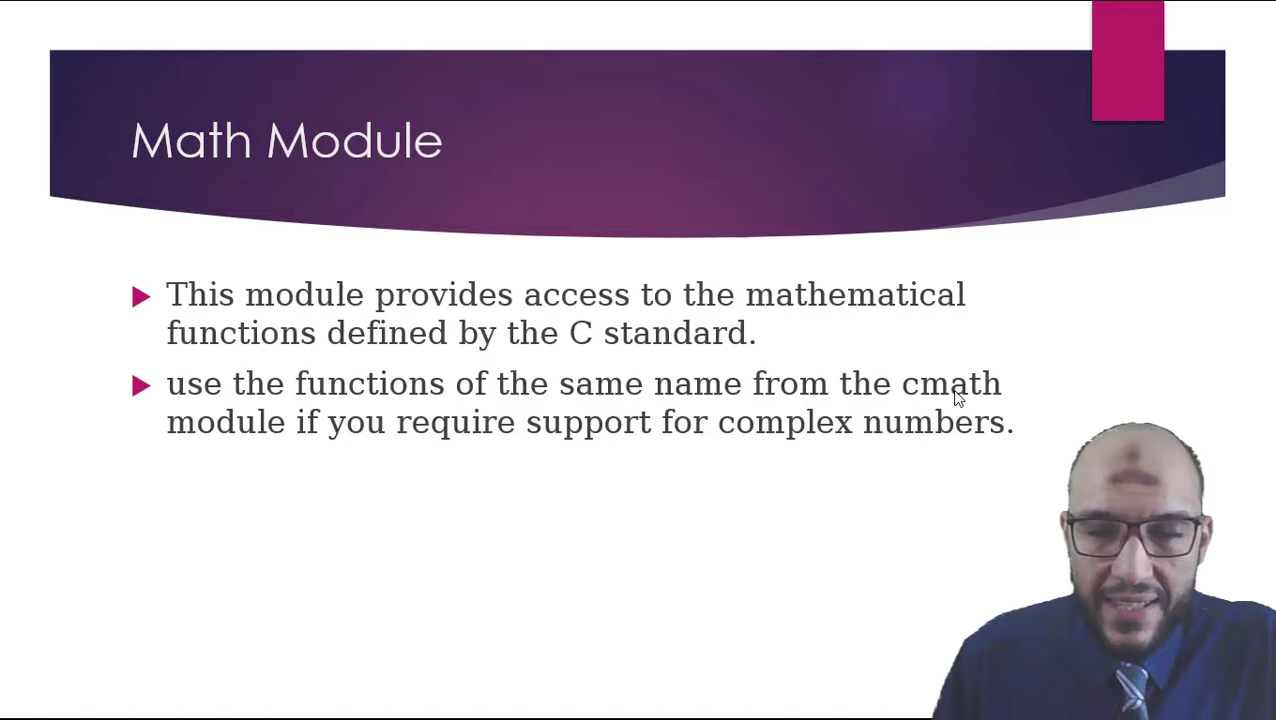 Math Module
This module provides access to the mathematical
functions defined by the C standard.
use the functions of the same name from the cmath
module if you require support for complex numbers.